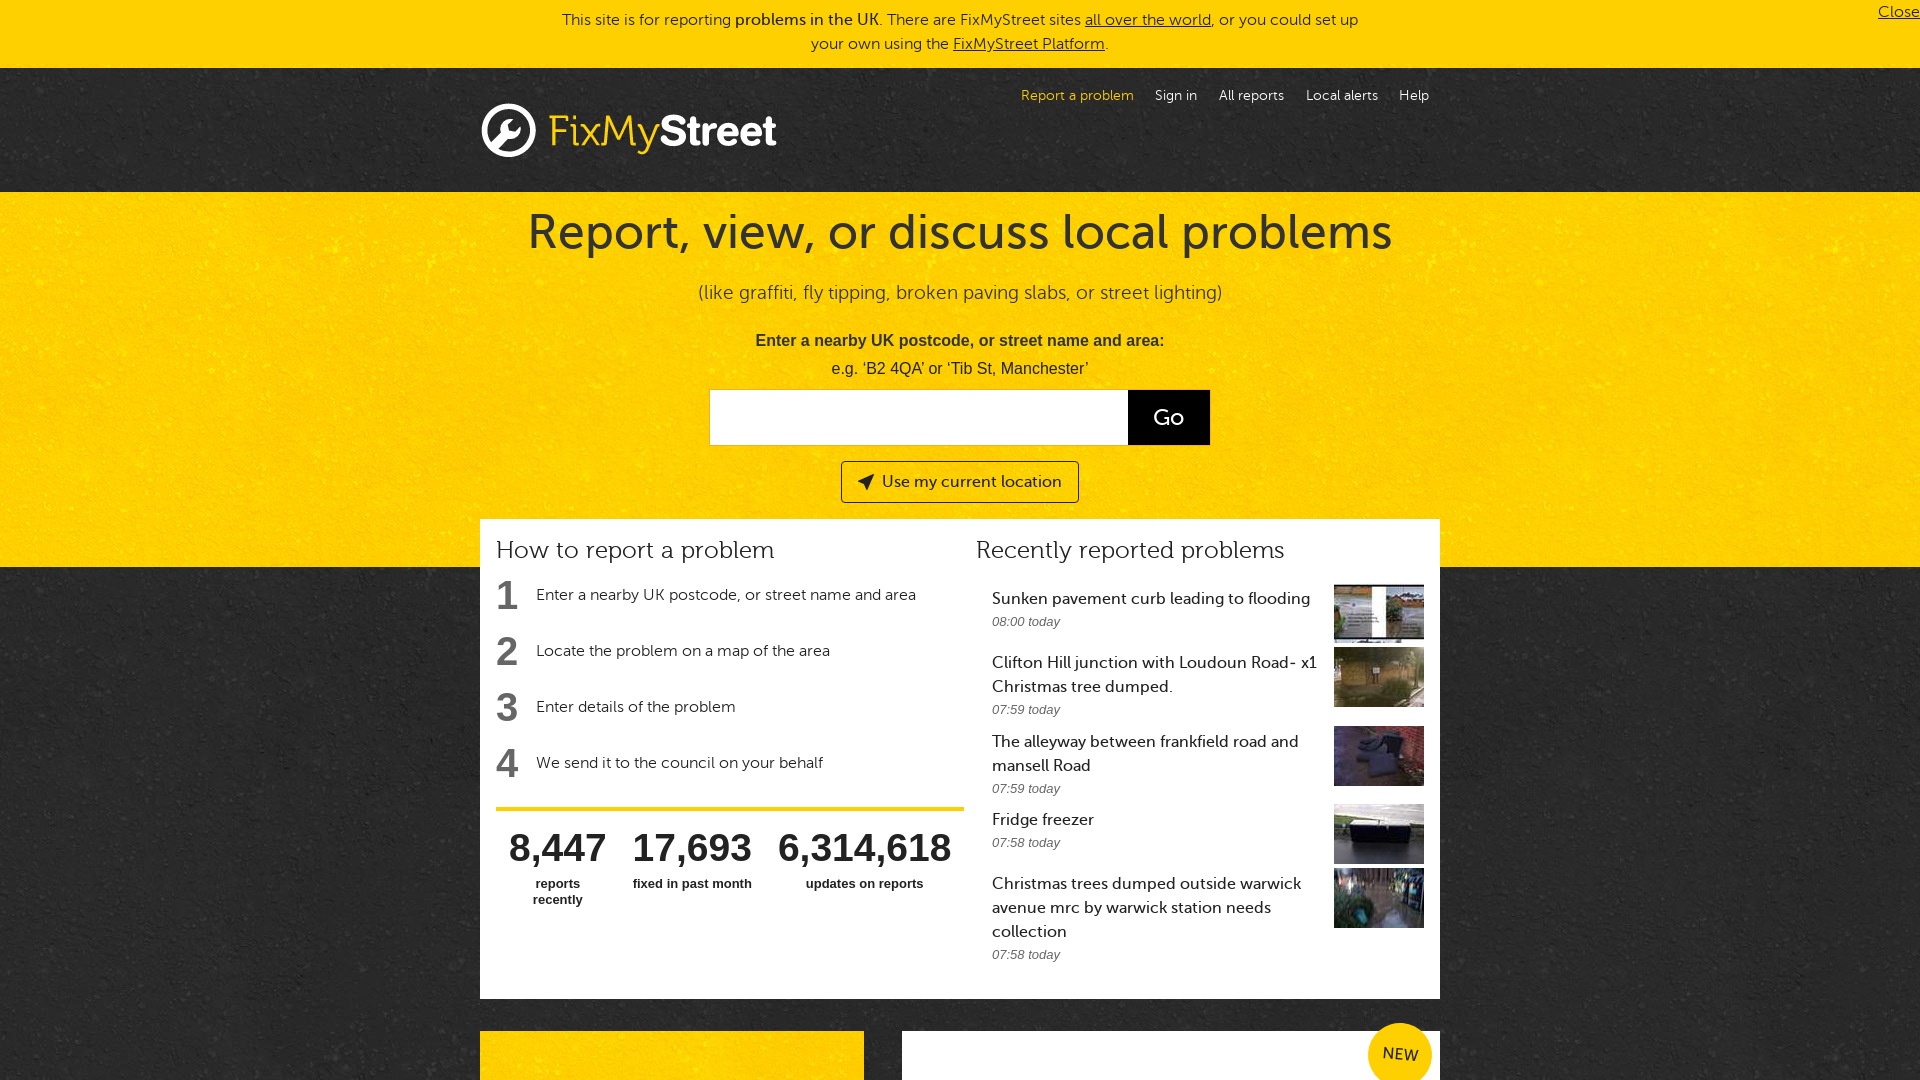 This site is for reporting problems in the UK. There are FixMyStreet sites all over the world, or you could set up
your own using the FixMyStreet Platform.
Close
Report a problem
Sign in
All reports
Local alerts
Help
FixMyStreet
Report, view, or discuss local problems
(like graffiti, fly tipping, broken paving slabs, or street lighting)
Enter a nearby UK postcode, or street name and area:
e.g. ‘B2 4QA’ or ‘Tib St, Manchester’
Go
Use my current location
How to report a problem
1 Enter a nearby UK postcode, or street name and area
2 Locate the problem on a map of the area
3 Enter details of the problem
4 We send it to the council on your behalf
8,447
reports
recently
17,693
fixed in past month
6,314,618
updates on reports
Recently reported problems
Sunken pavement curb leading to flooding
08:00 today
Clifton Hill junction with Loudoun Road- x1
Christmas tree dumped.
07:59 today
The alleyway between frankfield road and
mansell Road
07:59 today
Fridge freezer
07:58 today
Christmas trees dumped outside warwick
avenue mrc by warwick station needs
collection
07:58 today
NEW